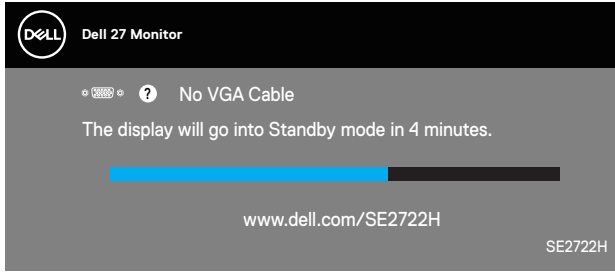 DELL
Dell 27 Monitor
? No VGA Cable
The display will go into Standby mode in 4 minutes.
www.dell.com/SE2722H
SE2722H